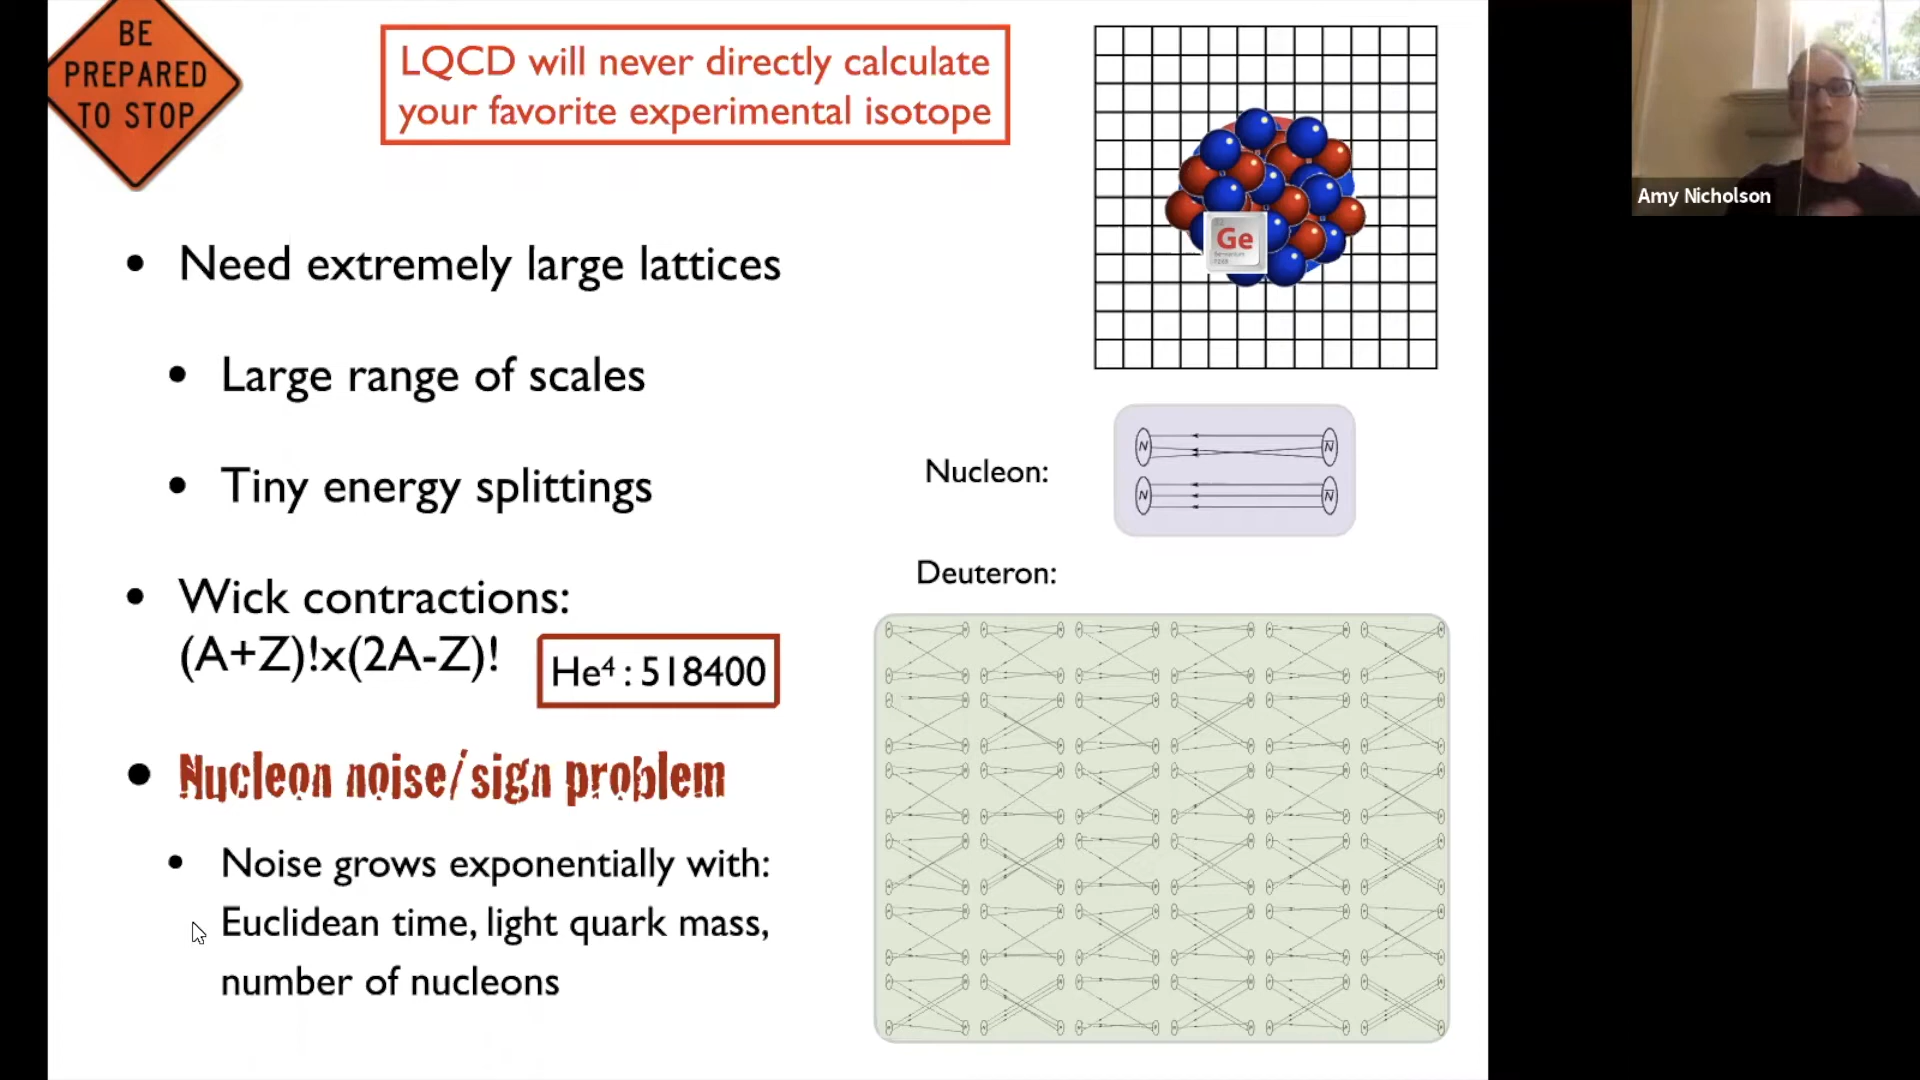 BE
PREPARED
TO STOP
LQCD will never directly calculate
your favorite experimental isotope
Amy Nicholson
Ge
• Need extremely large lattices
• Large range of scales
• Tiny energy splittings
• Wick contractions:
(A+Z)!x(2A-Z)!
He⁴ : 518400
• Nucleon noise/sign problem
• Noise grows exponentially with:
Euclidean time, light quark mass,
number of nucleons
Nucleon:
N N̅
N N̅
Deuteron: